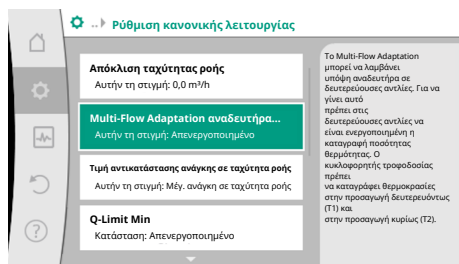 ..▸ Ρύθμιση κανονικής λειτουργίας
Απόκλιση ταχύτητας ροής
Αυτήν τη στιγμή: 0,0 m³/h
Multi-Flow Adaptation αναδευτήρα...
Αυτήν τη στιγμή: Απενεργοποιημένο
Τιμή αντικατάστασης ανάγκης σε ταχύτητα ροής
Αυτήν τη στιγμή: Μέγ. ανάγκη σε ταχύτητα ροής
Q-Limit Min
Κατάσταση: Απενεργοποιημένο
Το Multi-Flow Adaptation
μπορεί να λαμβάνει
υπόψη αναδευτήρα σε
δευτερεύουσες αντλίες. Για να
γίνει αυτό
πρέπει στις
δευτερεύουσες αντλίες να
είναι ενεργοποιημένη η
καταγραφή ποσότητας
θερμότητας. Ο
κυκλοφορητής τροφοδοσίας
πρέπει
να καταγράφει θερμοκρασίες
στην προσαγωγή δευτερευόντως
(T1) και
στην προσαγωγή κυρίως (T2).